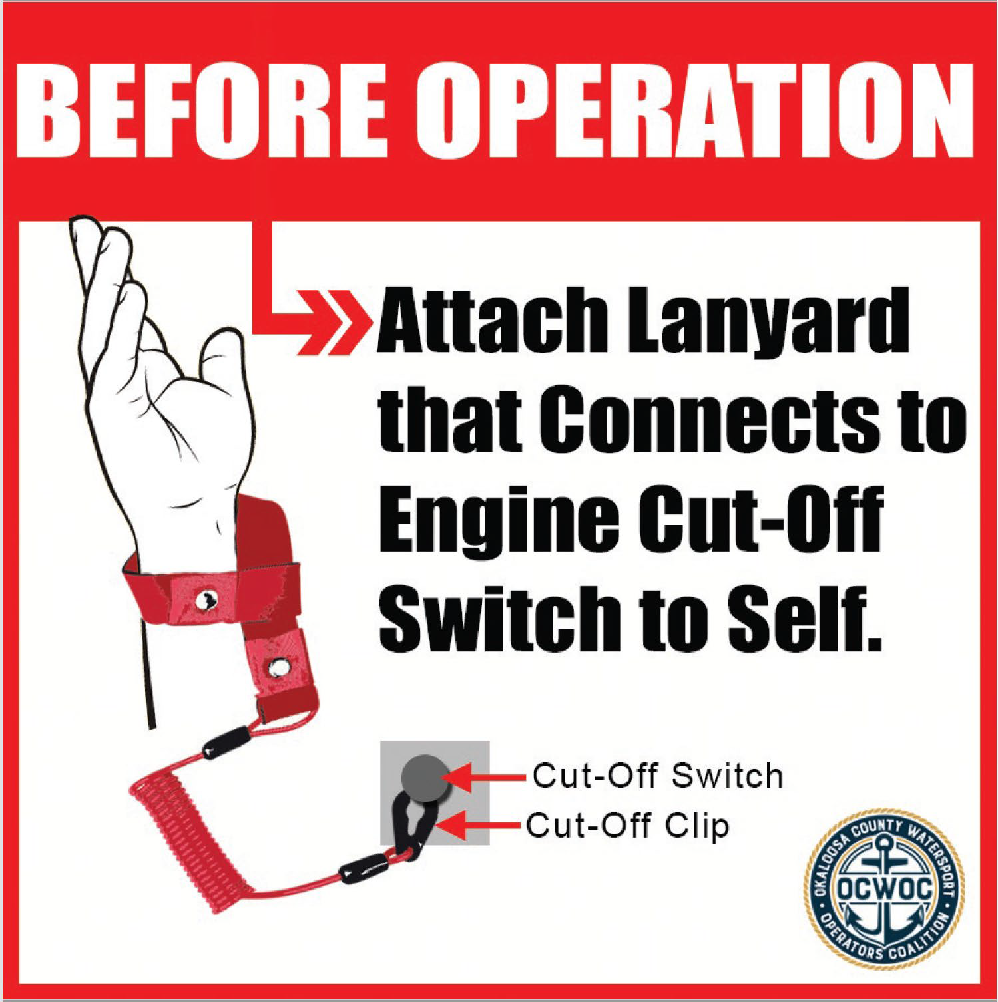 BEFORE OPERATION
Attach Lanyard
that Connects to
Engine Cut-Off
Switch to Self.
Cut-Off Switch
Cut-Off Clip
OKALOOSA COUNTY WATERSPORT
OCWOC
OPERATORS COALITION